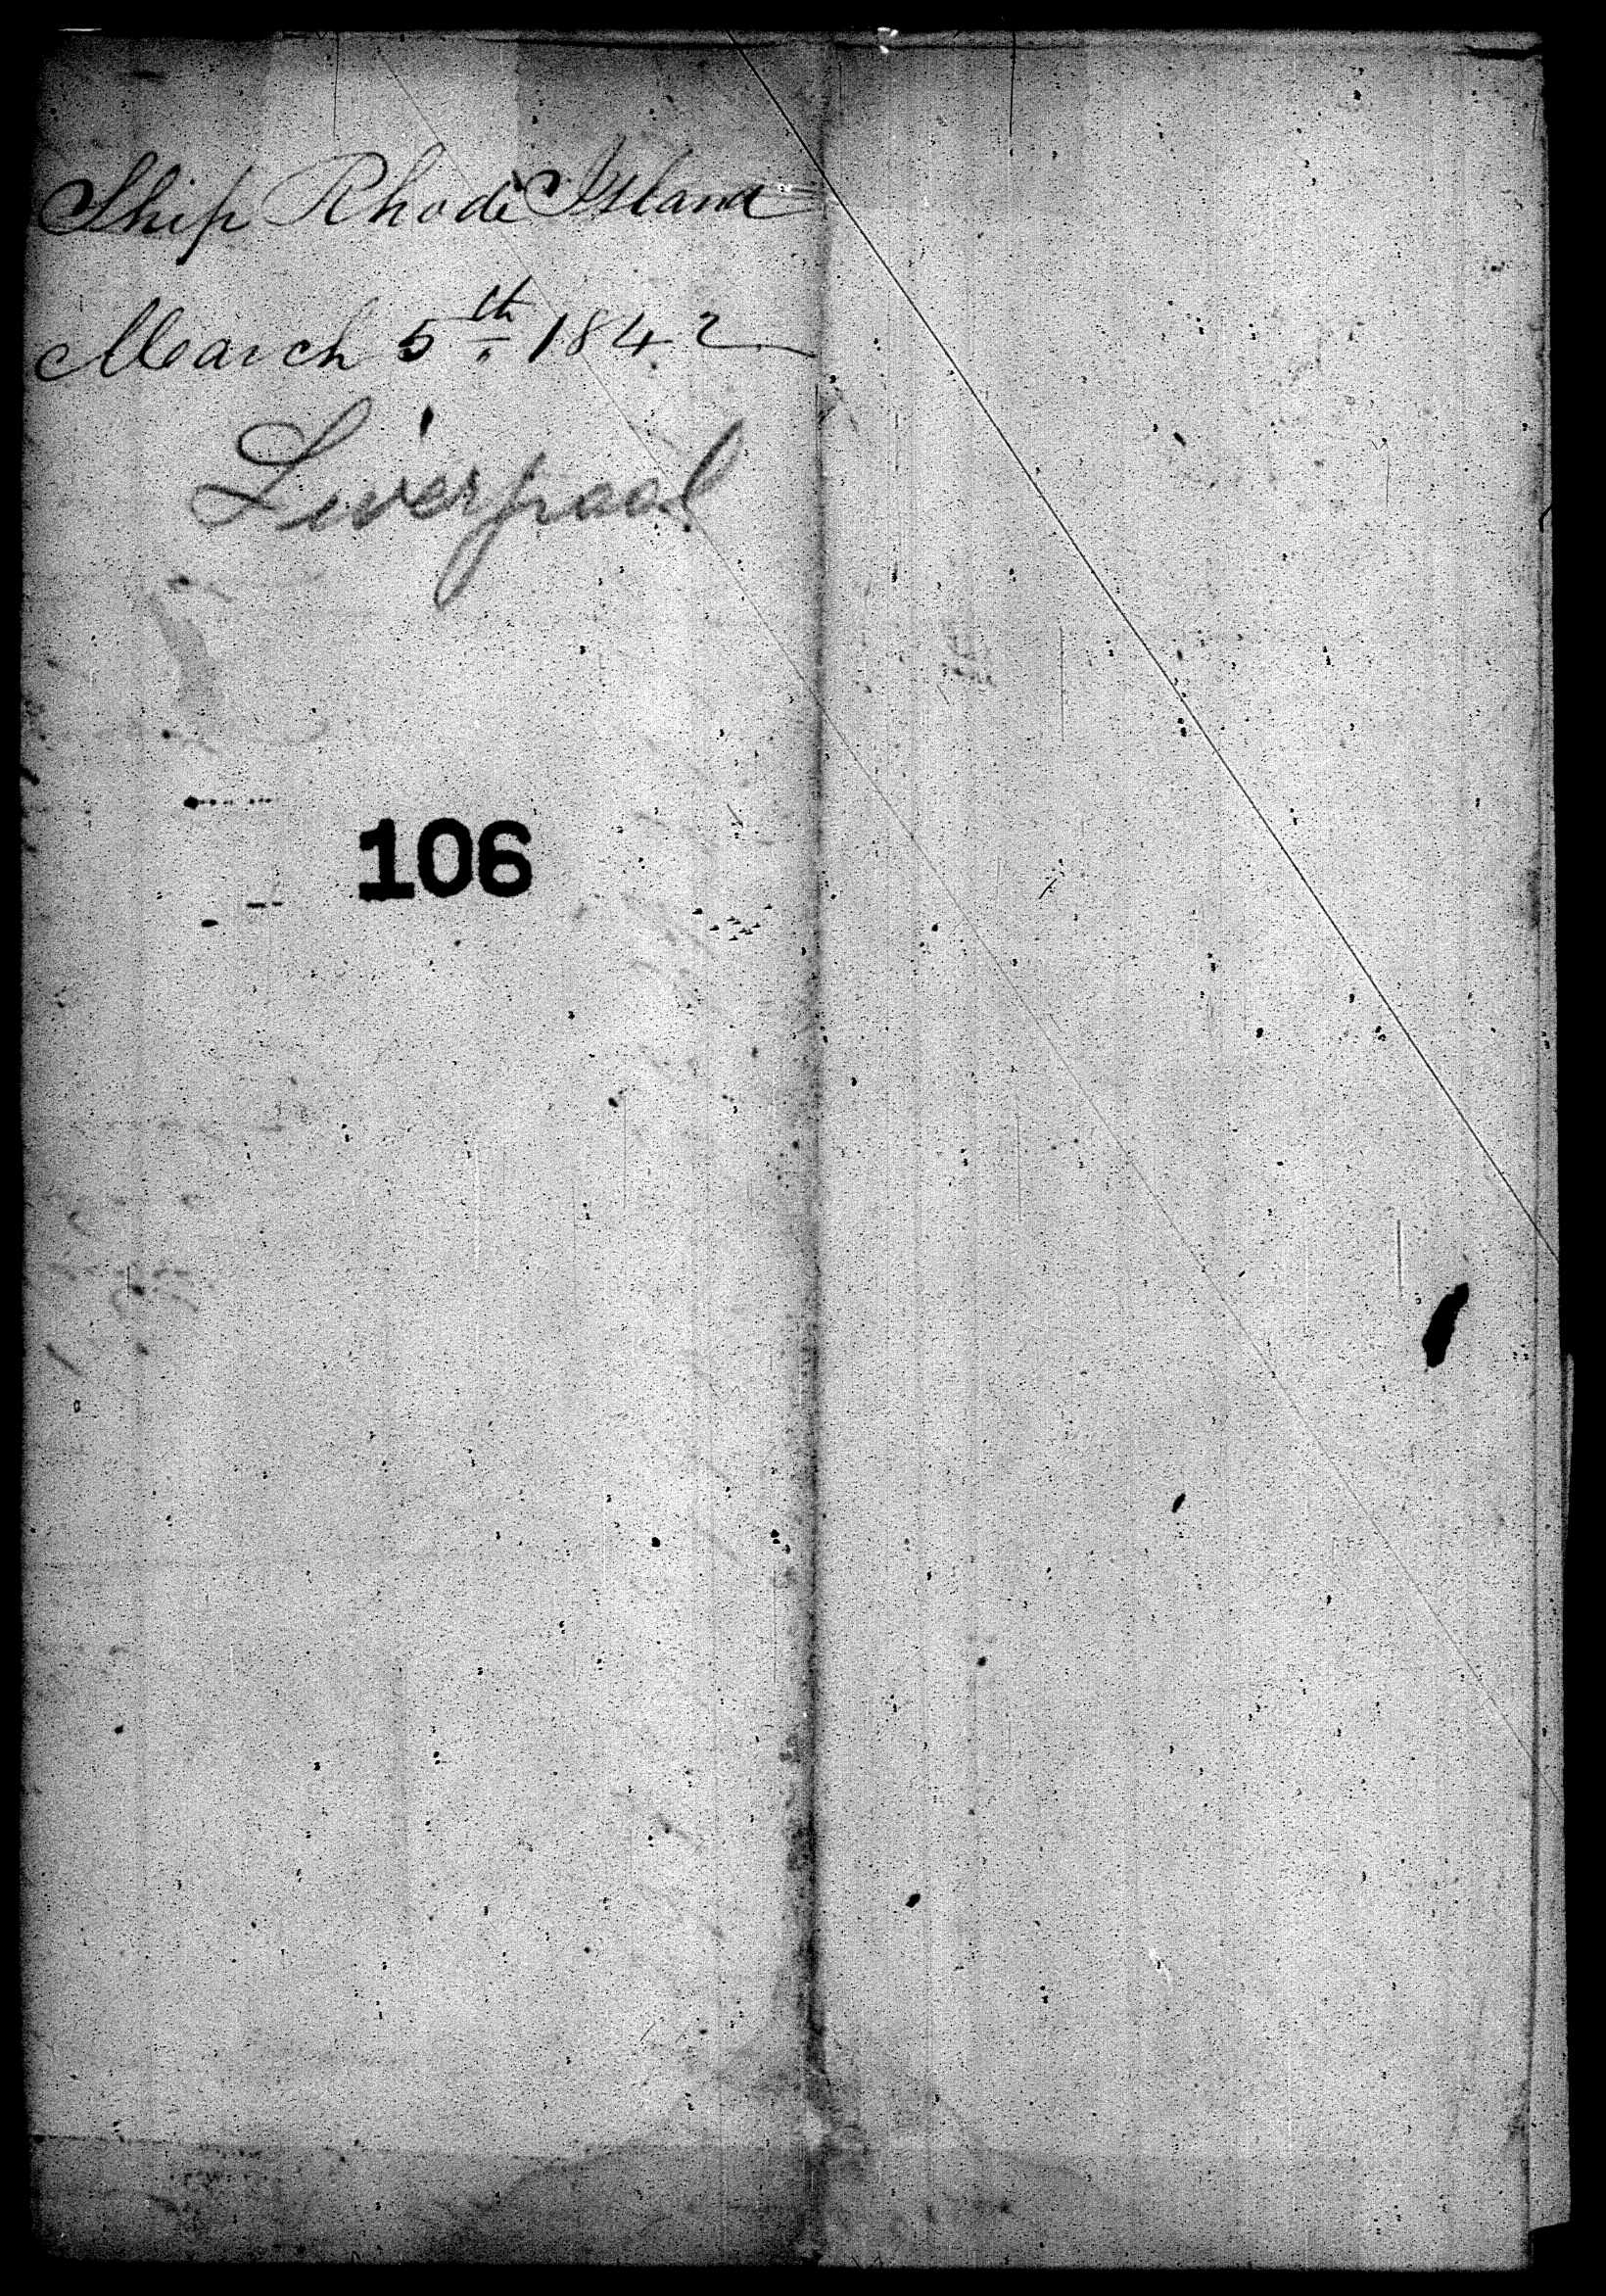 Ship Rhode Island
March 5th 1842
Liverpool
106